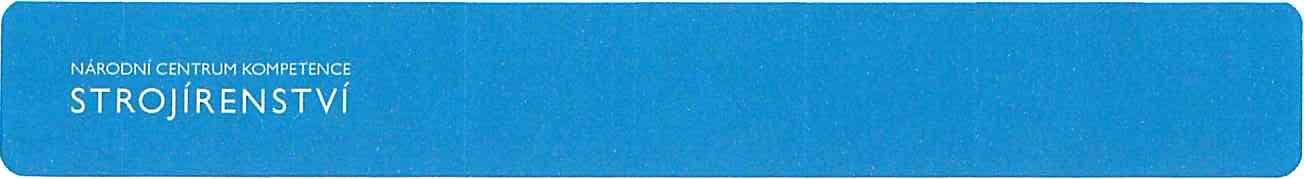 NÁRODNÍ CENTRUM KOMPETENCE
STROJÍRENSTVÍ